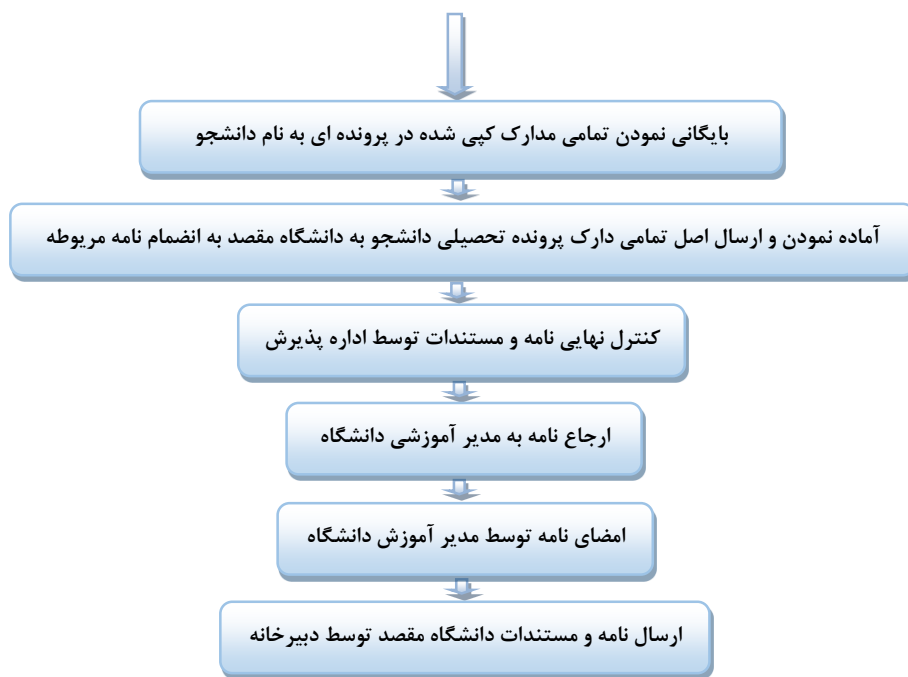 بایگانی نمودن تمامی مدارک کپی شده در پرونده ای به نام دانشجو
آماده نمودن و ارسال اصل تمامی دارک پرونده تحصیلی دانشجو به دانشگاه مقصد به انضمام نامه مربوطه
کنترل نهایی نامه و مستندات توسط اداره پذیرش
ارجاع نامه به مدیر آموزشی دانشگاه
امضای نامه توسط مدیر آموزش دانشگاه
ارسال نامه و مستندات دانشگاه مقصد توسط دبیرخانه